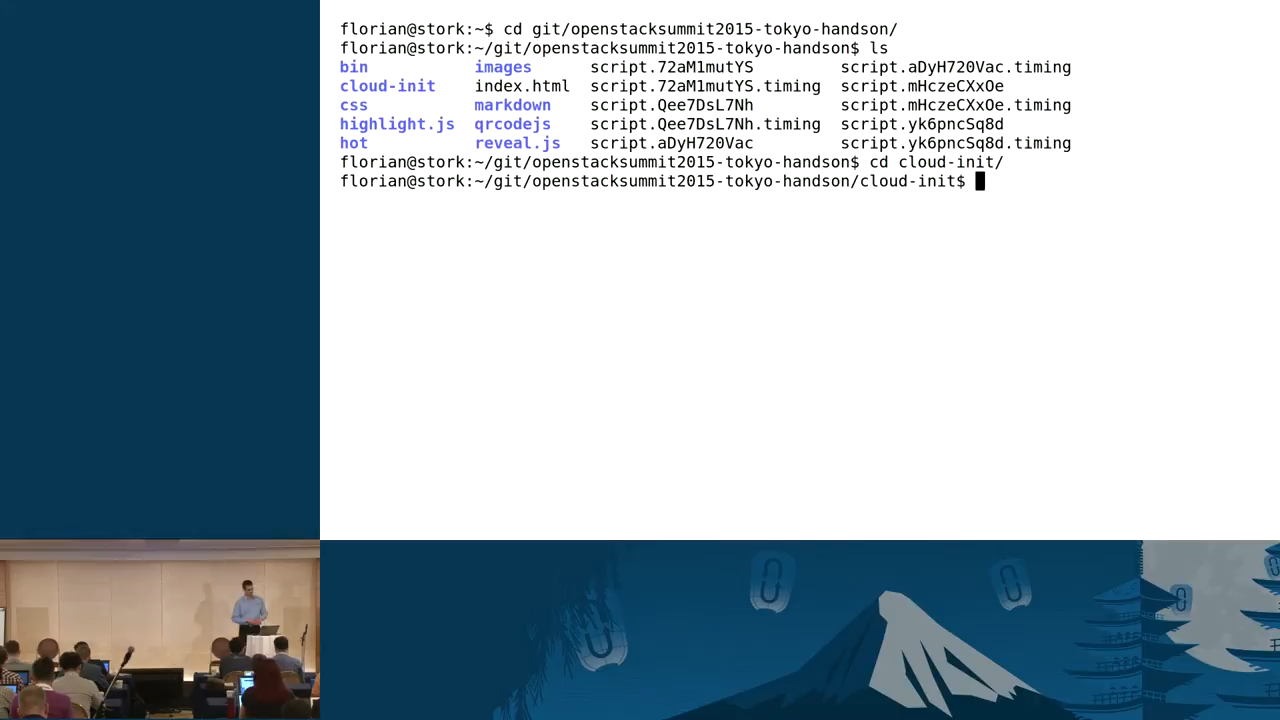 florian@stork:~$ cd git/openstacksummit2015-tokyo-handson/
florian@stork:~/git/openstacksummit2015-tokyo-handson$ ls
bin cloud-init css highlight.js hot images index.html markdown qrcodejs reveal.js script.72aM1mutYS script.72aM1mutYS.timing script.Qee7DsL7Nh script.Qee7DsL7Nh.timing script.aDyH720Vac script.aDyH720Vac.timing script.mHczeCXxOe script.mHczeCXxOe.timing script.yk6pncSq8d script.yk6pncSq8d.timing
florian@stork:~/git/openstacksummit2015-tokyo-handson$ cd cloud-init/
florian@stork:~/git/openstacksummit2015-tokyo-handson/cloud-init$